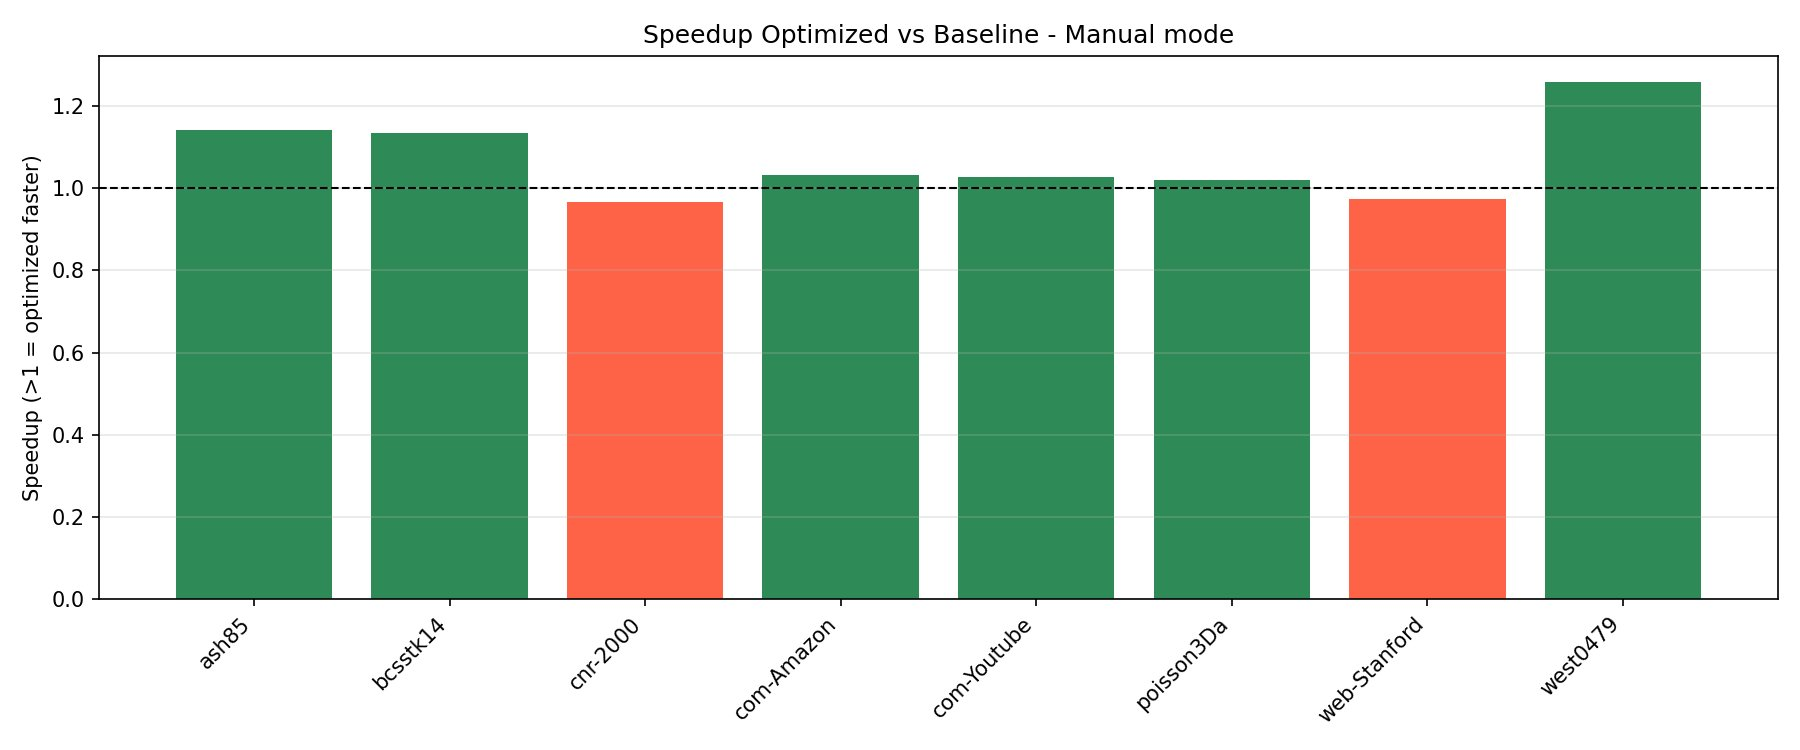 Speedup Optimized vs Baseline - Manual mode
Speedup (>1 = optimized faster)
1.2
1.0
0.8
0.6
0.4
0.2
0.0
ash85
bcsstk14
cnr-2000
com-Amazon
com-Youtube
poisson3Da
web-Stanford
west0479